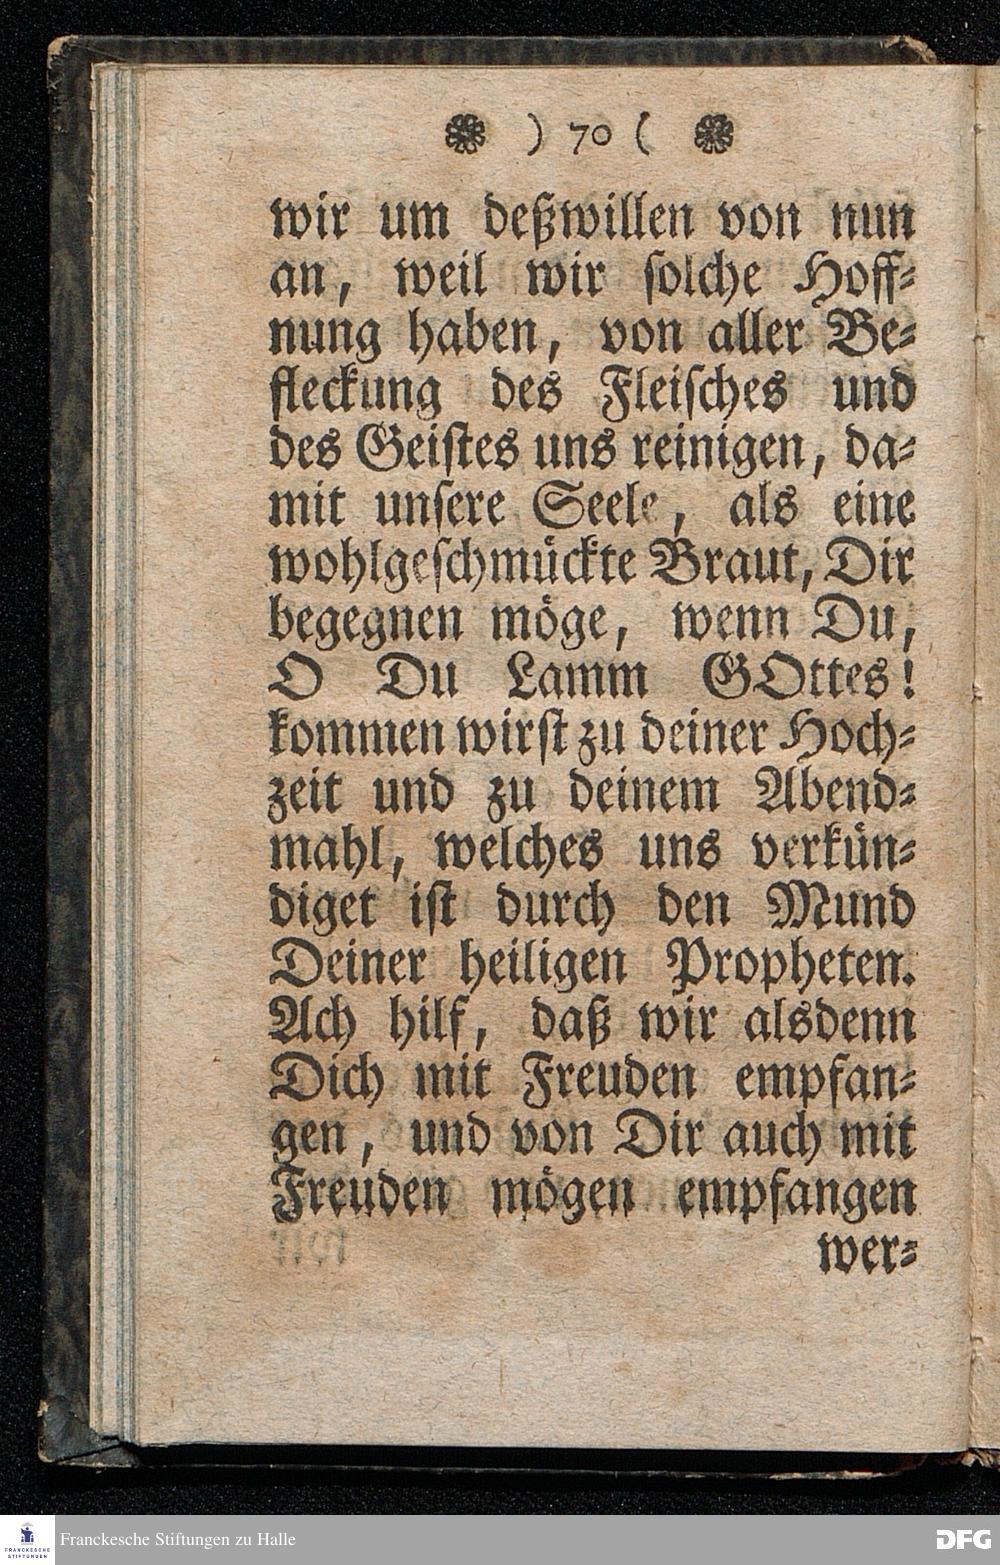 ) 70 (
wir um deßwillen von nun
an, weil wir ſolche Hoff-
nung haben, von aller Be-
fleckung des Fleiſches und
des Geiſtes uns reinigen, da-
mit unſere Seele, als eine
wohlgeſchmückte Braut, Dir
begegnen möge, wenn Du,
O Du Lamm GOttes!
kommen wirſt zu deiner Hoch-
zeit und zu deinem Abend-
mahl, welches uns verkün-
diget iſt durch den Mund
Deiner heiligen Propheten.
Ach hilf, daß wir alsdenn
Dich mit Freuden empfan-
gen, und von Dir auch mit
Freuden mögen empfangen
wer-
FRANCKESCHE
STIFTUNGEN
Franckesche Stiftungen zu Halle
DFG